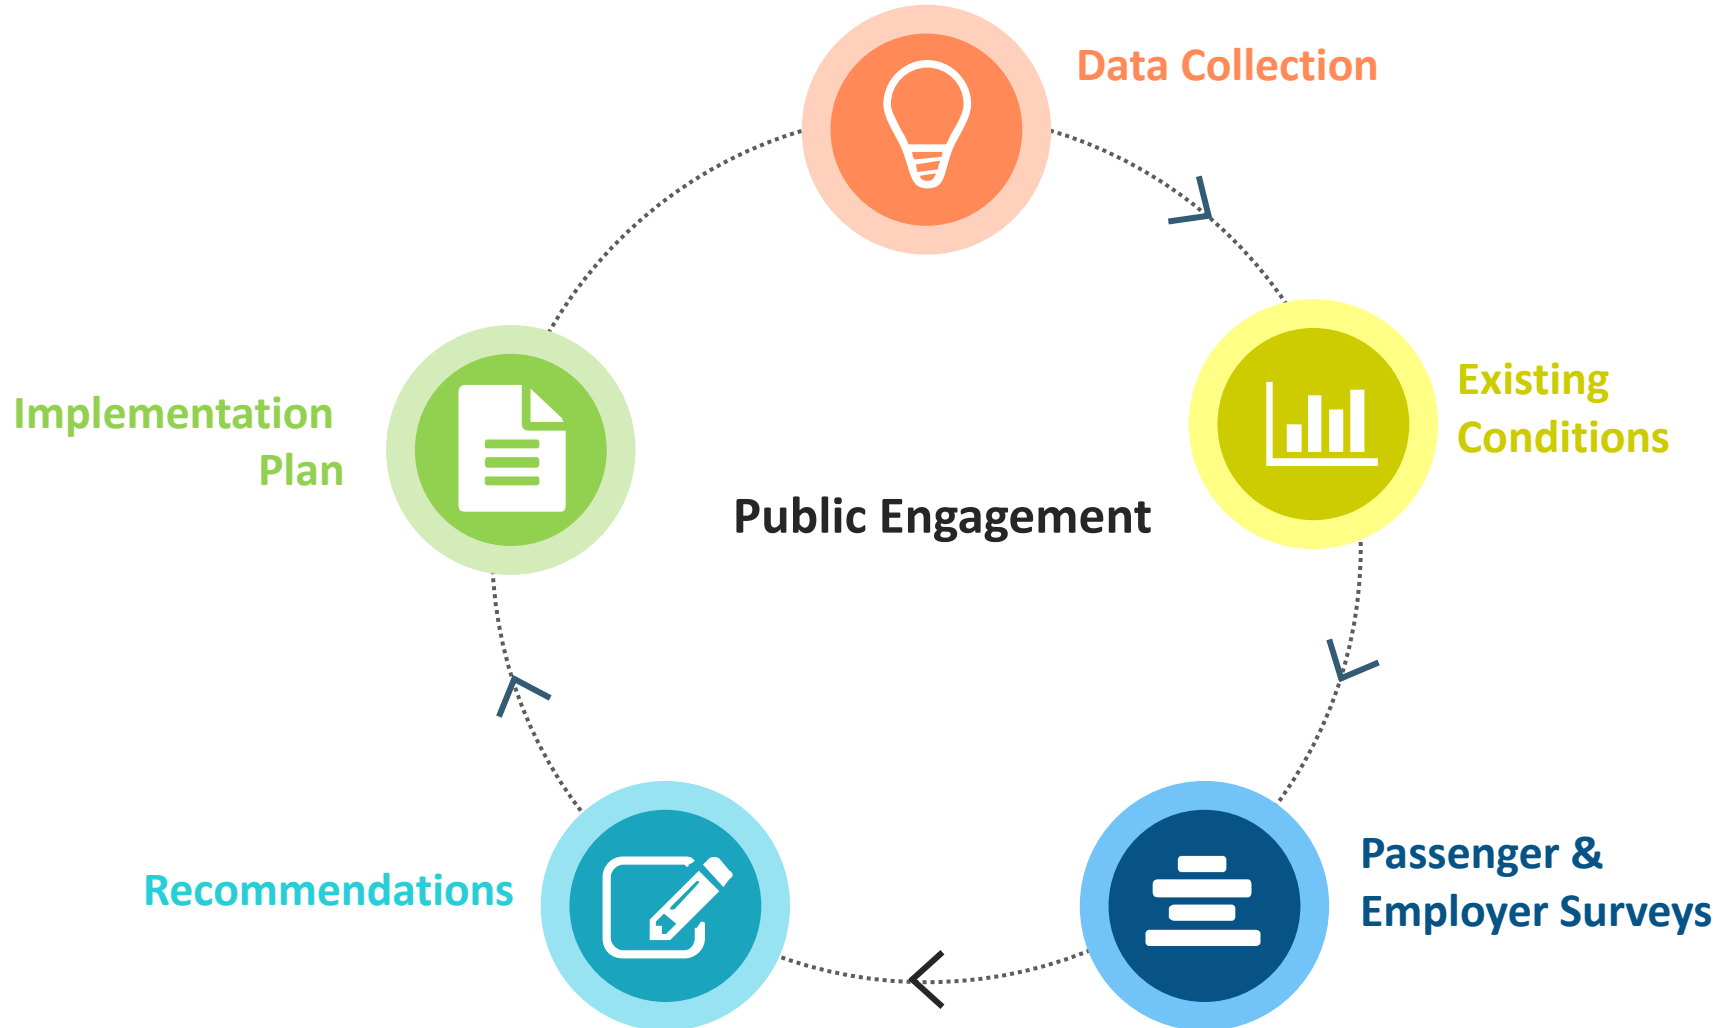 Data Collection
Existing
Conditions
Passenger &
Employer Surveys
Recommendations
Implementation
Plan
Public Engagement